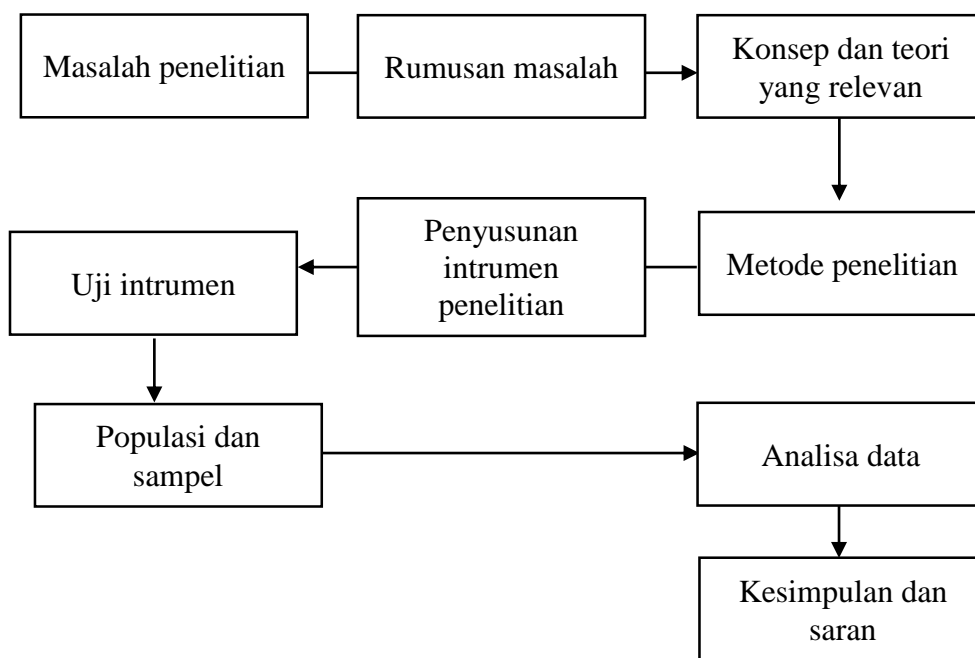 Masalah penelitian
Rumusan masalah
Konsep dan teori
yang relevan
Metode penelitian
Penyusunan
intrumen
penelitian
Uji intrumen
Populasi dan
sampel
Analisa data
Kesimpulan dan
saran